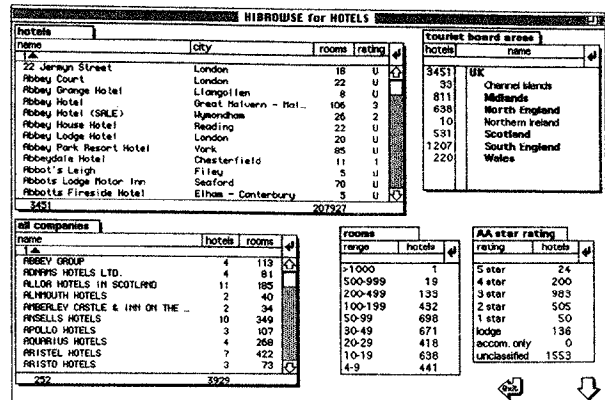 HIBROWSE for HOTELS
hotels
name city rooms rating
1
22 Jermyn Street London 18 U
Abbey Court London 22 U
Abbey Grange Hotel Llangollen 8 U
Abbey Hotel Great Malvern - Mal... 106 3
Abbey Hotel (SALE) Wymondham 26 2
Abbey House Hotel Reading 22 U
Abbey Lodge Hotel London 20 U
Abbey Park Resort Hotel York 85 U
Abbeydale Hotel Chesterfield 11 1
Abbot's Leigh Filey 5 U
Abbots Lodge Motor Inn Seaford 70 U
Abbotts Fireside Hotel Elham - Canterbury 5 U
3451 207927
tourist board areas
hotels name
3451 UK
33 Channel Islands
811 Midlands
638 North England
10 Northern Ireland
531 Scotland
1207 South England
220 Wales
all companies
name hotels rooms
1
ABBEY GROUP 4 113
ADNAMS HOTELS LTD. 4 81
ALLOA HOTELS IN SCOTLAND 11 185
ALNMOUTH HOTELS 2 40
AMBERLEY CASTLE & INN ON THE ... 2 34
ANSELLS HOTELS 10 349
APOLLO HOTELS 3 107
AQUARIUS HOTELS 4 268
ARISTEL HOTELS 7 422
ARISTO HOTELS 3 73
252 3929
rooms
range hotels
>1000 1
500-999 19
200-499 133
100-199 432
50-99 698
30-49 671
20-29 418
10-19 638
4-9 441
AA star rating
rating hotels
5 star 24
4 star 200
3 star 983
2 star 505
1 star 50
lodge 136
accom. only 0
unclassified 1553
Exit